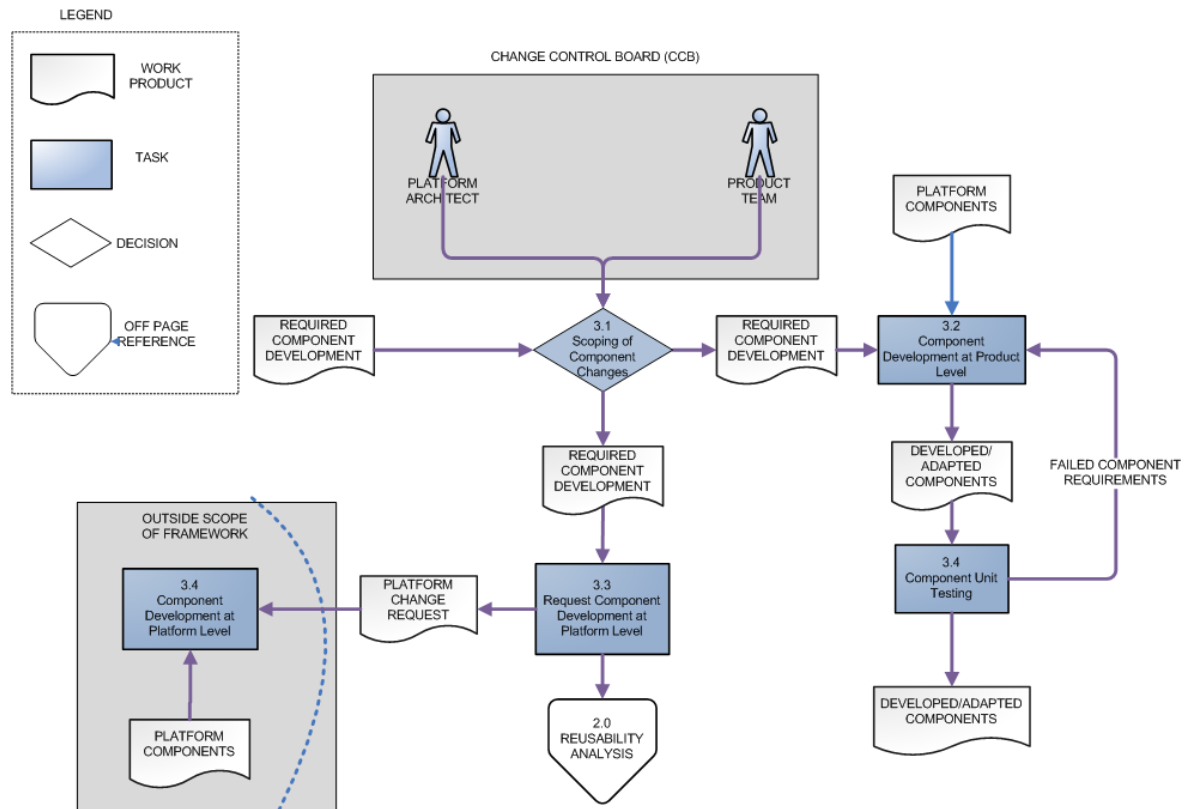 LEGEND
WORK
PRODUCT
TASK
DECISION
OFF PAGE
REFERENCE
CHANGE CONTROL BOARD (CCB)
PLATFORM
ARCHITECT
PRODUCT
TEAM
PLATFORM
COMPONENTS
REQUIRED
COMPONENT
DEVELOPMENT
3.1
Scoping of
Component
Changes
REQUIRED
COMPONENT
DEVELOPMENT
3.2
Component
Development at Product
Level
REQUIRED
COMPONENT
DEVELOPMENT
DEVELOPED/
ADAPTED
COMPONENTS
FAILED COMPONENT
REQUIREMENTS
OUTSIDE SCOPE
OF FRAMEWORK
3.4
Component
Development at
Platform Level
PLATFORM
CHANGE
REQUEST
3.3
Request Component
Development at
Platform Level
3.4
Component Unit
Testing
PLATFORM
COMPONENTS
2.0
REUSABILITY
ANALYSIS
DEVELOPED/ADAPTED
COMPONENTS